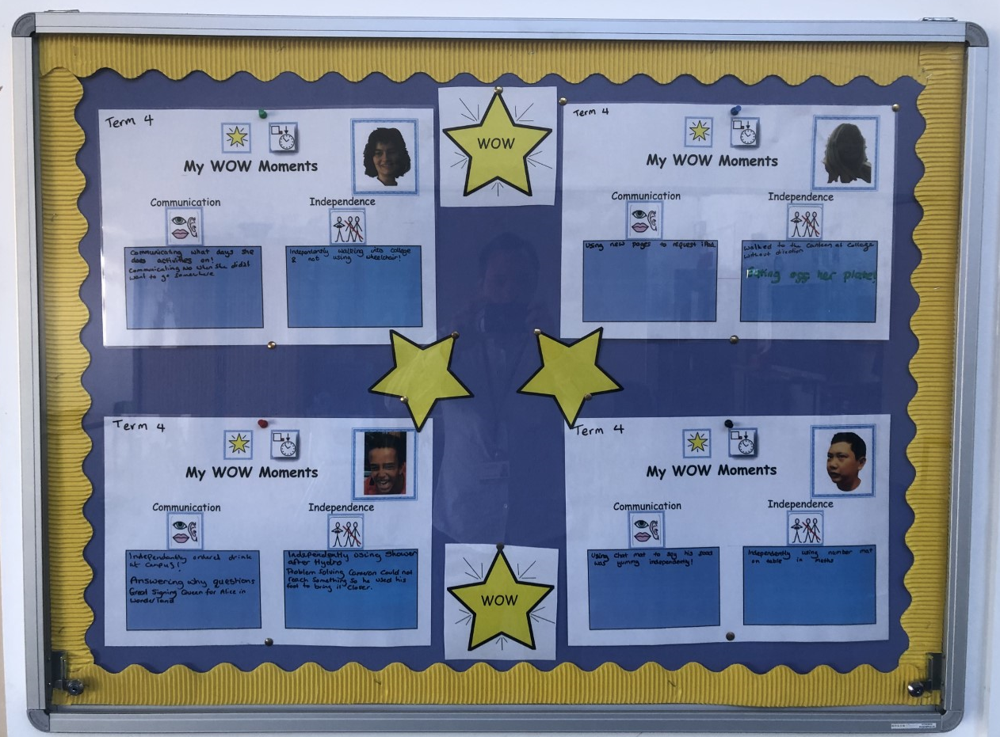 Term 4
My WOW Moments
Communication
Communicating what days she
does activities on!
Communicating No when she didnt
want to go somewhere
Independence
Independently walking into college
& not using wheelchair!
WOW
Term 4
My WOW Moments
Communication
Using new pages to request iPad
Independence
walked to the canteen at College
without direction
Eating egg her plate!
Term 4
My WOW Moments
Communication
Independantly ordered drink
at campus!
Answering why questions
Great Signing Queen for Alice in
wonderland
Independence
Independently using Shower
after Hydro
Problem Solving Cameron Could not
reach something so he used his
foot to bring it closer.
WOW
Term 4
My WOW Moments
Communication
Using chat mat to say his food
was yummy independently!
Independence
Independently using number mat
on table in maths